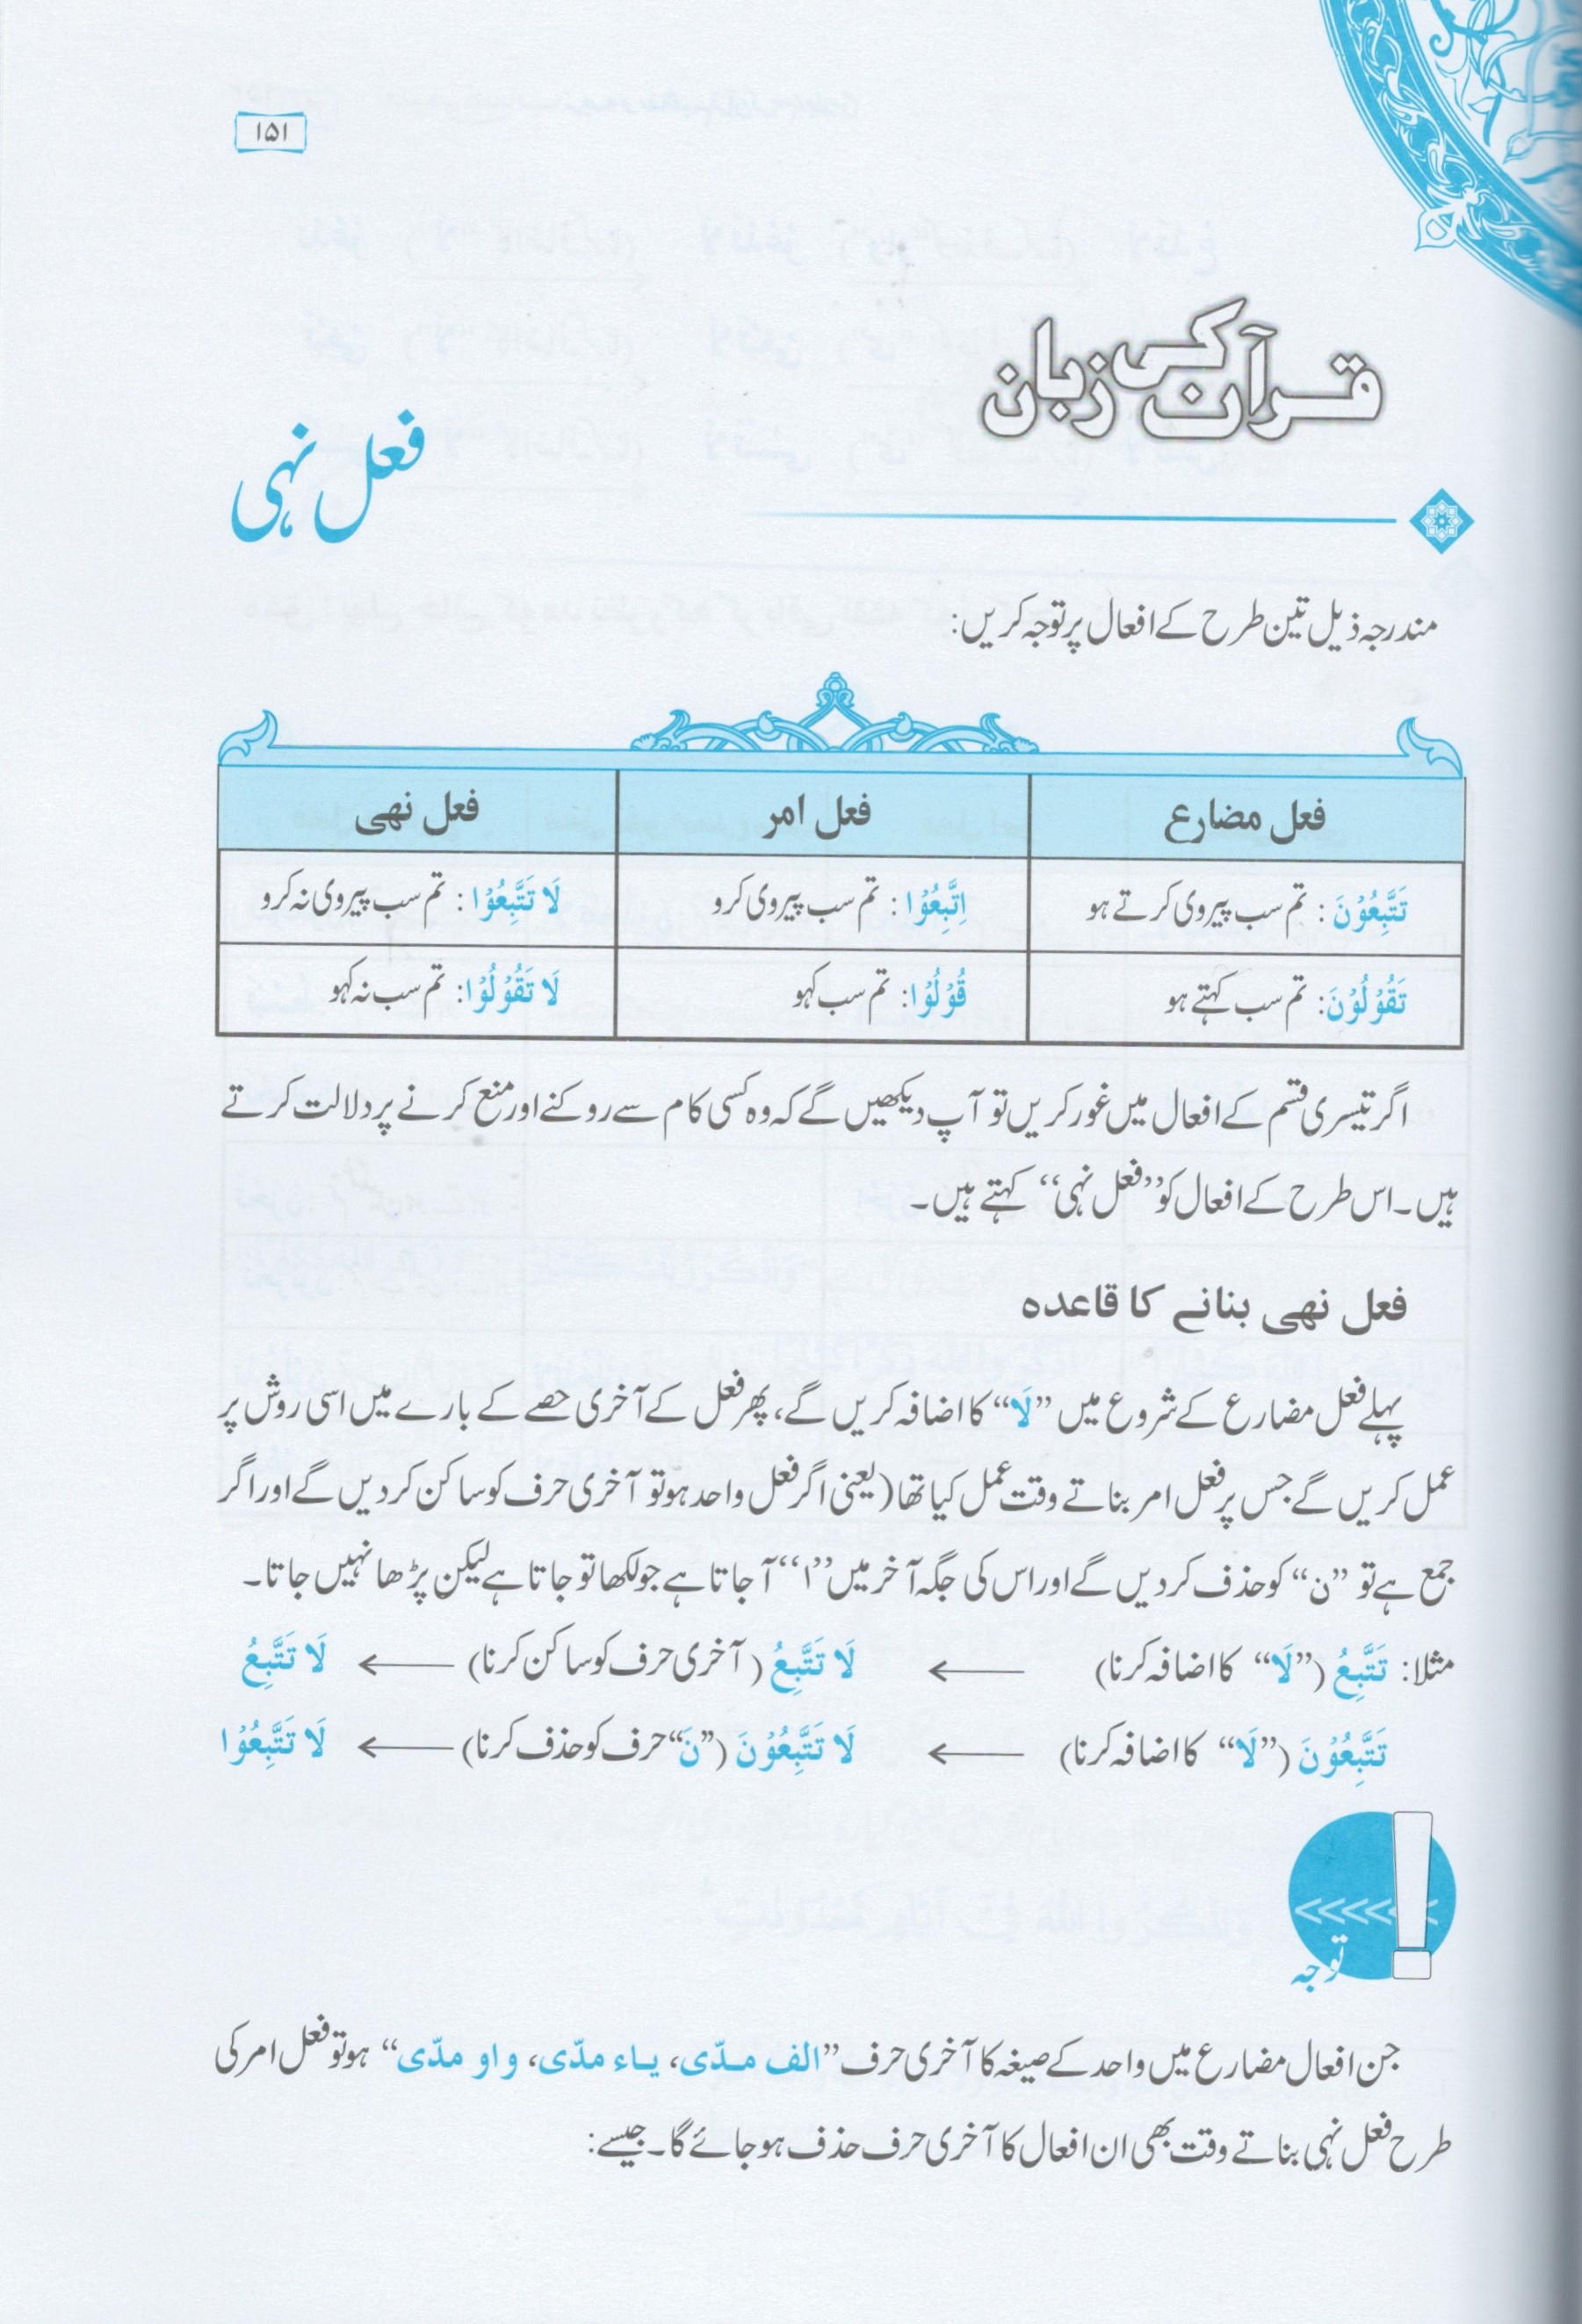 ۱۵۱
قرآن کی زبان
فعل نہی
مندرجہ ذیل تین طرح کے افعال پر توجہ کریں:
فعل مضارع فعل امر فعل نهی
تَتَّبِعُوْنَ : تم سب پیروی کرتے ہو اِتَّبِعُوْا : تم سب پیروی کرو لَا تَتَّبِعُوْا : تم سب پیروی نہ کرو
تَقُوْلُوْنَ: تم سب کہتے ہو قُوْلُوْا: تم سب کہو لَا تَقُوْلُوْا: تم سب نہ کہو
اگر تیسری قسم کے افعال میں غور کریں تو آپ دیکھیں گے کہ وہ کسی کام سے روکنے اور منع کرنے پر دلالت کرتے
ہیں۔ اس طرح کے افعال کو ”فعل نہی“ کہتے ہیں۔
فعل نهی بنانے کا قاعدہ
پہلے فعل مضارع کے شروع میں ”لَا“ کا اضافہ کریں گے، پھر فعل کے آخری حصے کے بارے میں اسی روش پر
عمل کریں گے جس پر فعل امر بناتے وقت عمل کیا تھا (یعنی اگر فعل واحد ہو تو آخری حرف کو ساکن کر دیں گے اور اگر
جمع ہے تو ”ن“ کو حذف کر دیں گے اور اس کی جگہ آخر میں ”ا“ آ جاتا ہے جو لکھا تو جاتا ہے لیکن پڑھا نہیں جاتا۔
مثلا: تَتَّبِعُ (”لَا“ کا اضافہ کرنا) ← لَا تَتَّبِعُ (آخری حرف کو ساکن کرنا) ← لَا تَتَّبِعُ
تَتَّبِعُوْنَ (”لَا“ کا اضافہ کرنا) ← لَا تَتَّبِعُوْنَ (”نَ“ حرف کو حذف کرنا) ← لَا تَتَّبِعُوْا
توجہ
جن افعال مضارع میں واحد کے صیغہ کا آخری حرف ”الف مدّی، یاء مدّی، واو مدّی“ ہو تو فعل امر کی
طرح فعل نہی بناتے وقت بھی ان افعال کا آخری حرف حذف ہو جائے گا۔ جیسے: